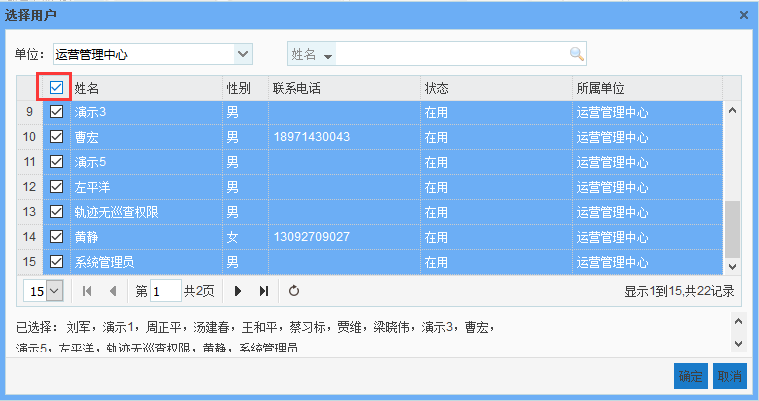 选择用户
单位： 运营管理中心 姓名
姓名 性别 联系电话 状态 所属单位
9 演示3 男 在用 运营管理中心
10 曹宏 男 18971430043 在用 运营管理中心
11 演示5 男 在用 运营管理中心
12 左平洋 男 在用 运营管理中心
13 轨迹无巡查权限 男 在用 运营管理中心
14 黄静 女 13092709027 在用 运营管理中心
15 系统管理员 男 在用 运营管理中心
15 第 1 共2页 显示1到15,共22记录
已选择： 刘军，演示1，周正平，汤建春，王和平，蔡习标，贾维，梁晓伟，演示3，曹宏，
演示5，左平洋，轨迹无巡查权限，黄静，系统管理员
确定 取消